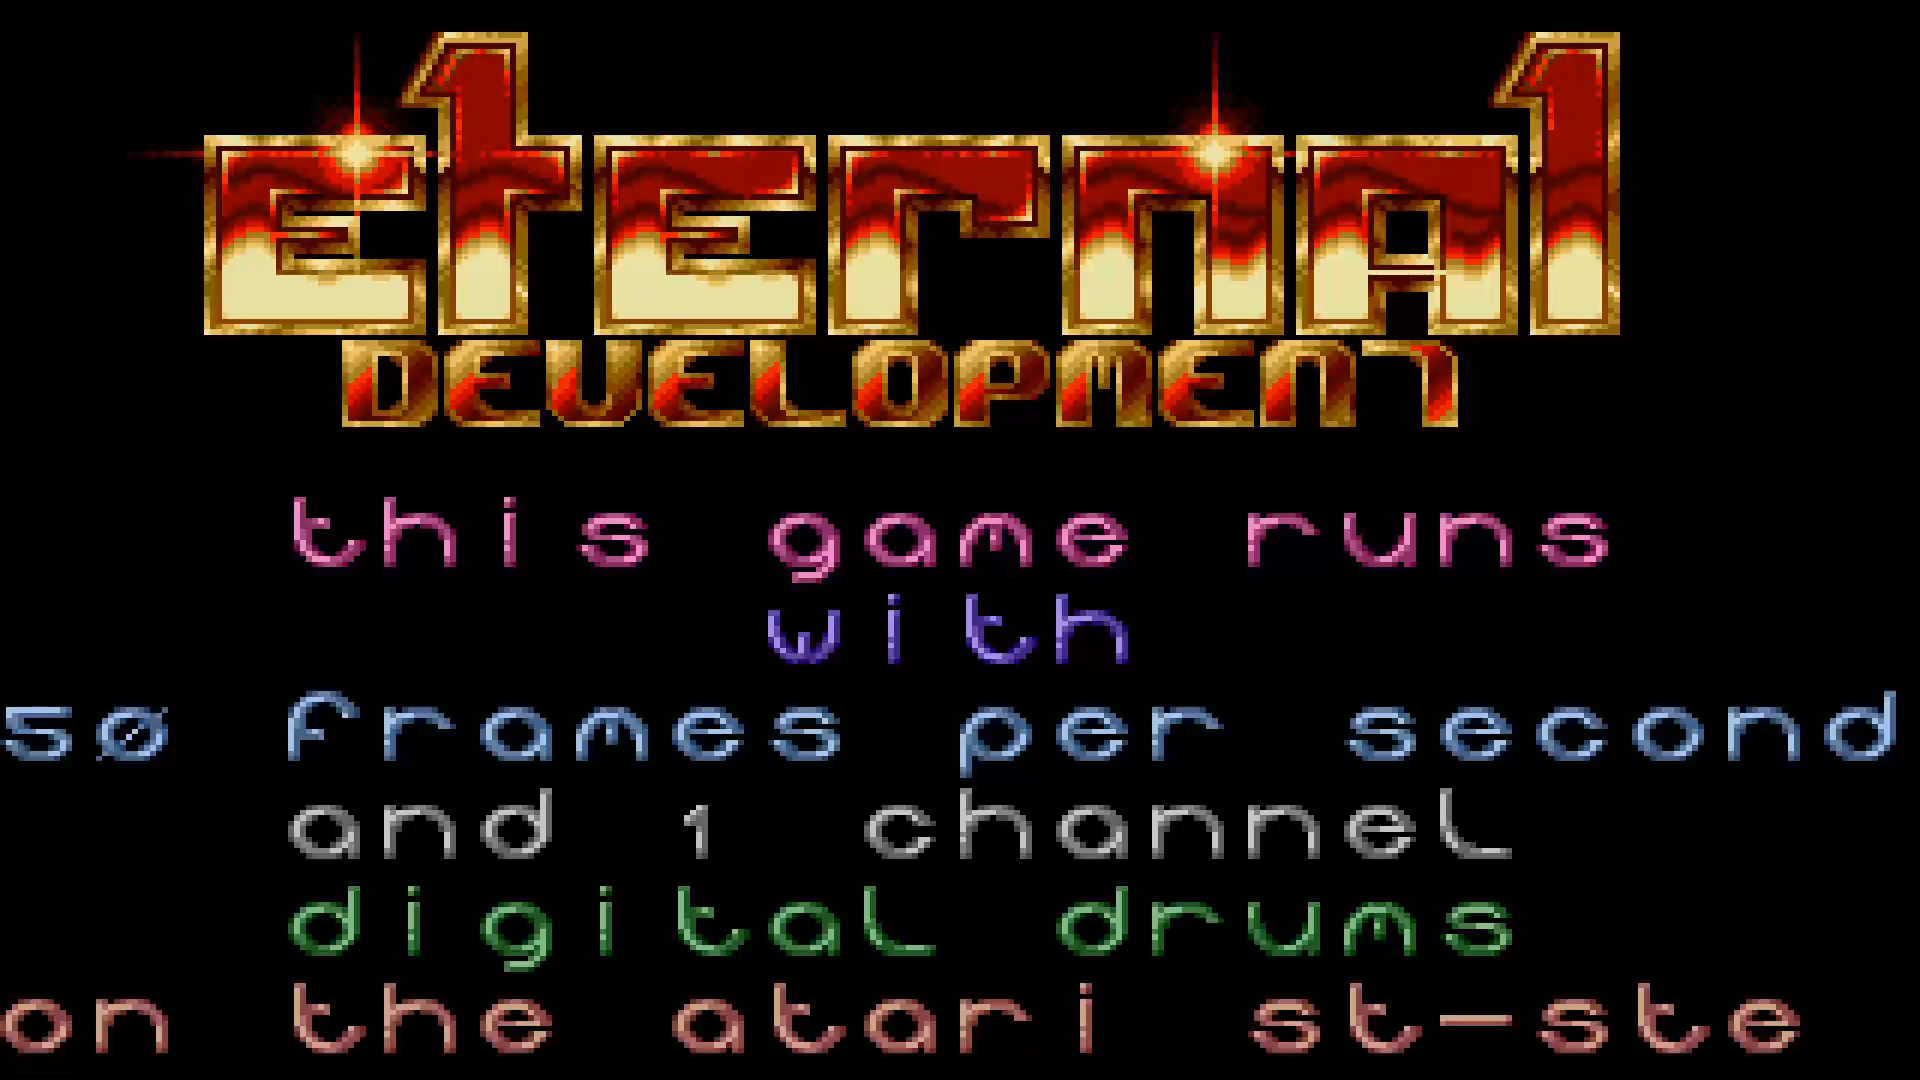 eternal
DEVELOPMENT
this game runs
with
50 frames per second
and 1 channel
digital drums
on the atari st-ste